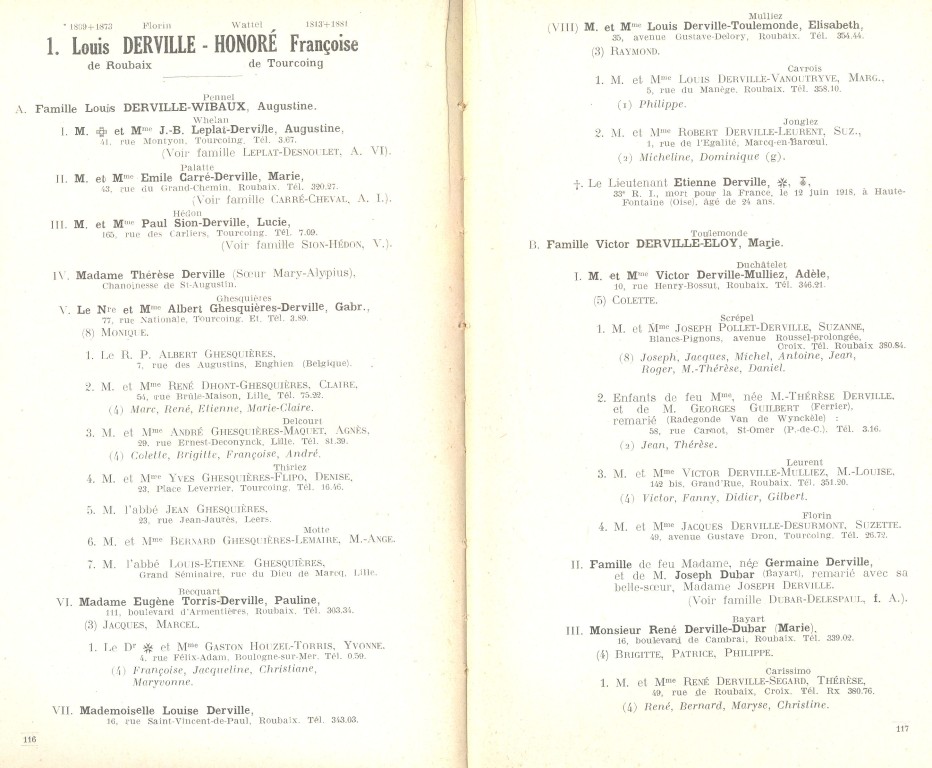 * 1809+1873 Florin Wattel 1813+1881
1. Louis DERVILLE - HONORÉ Françoise
de Roubaix de Tourcoing
Pennel
A. Famille Louis DERVILLE-WIBAUX, Augustine.
Whelan
I. M. ✠ et Mme J.-B. Leplat-Derville, Augustine,
41, rue Montyon, Tourcoing. Tél. 3.67.
(Voir famille LEPLAT-DESNOULET, A. VI).
Palatte
II. M. et Mme Emile Carré-Derville, Marie,
43, rue du Grand-Chemin, Roubaix. Tél. 320.27.
(Voir famille CARRÉ-CHEVAL, A. I.).
Hédon
III. M. et Mme Paul Sion-Derville, Lucie,
165, rue des Carliers, Tourcoing. Tél. 7.09.
(Voir famille SION-HÉDON, V.).
IV. Madame Thérèse Derville (Sœur Mary-Alypius),
Chanoinesse de St-Augustin.
Ghesquières
V. Le Nre et Mme Albert Ghesquières-Derville, Gabr.,
77, rue Nationale, Tourcoing. Et. Tél. 3.89.
(8) MONIQUE.
1. Le R. P. ALBERT GHESQUIÈRES,
7, rue des Augustins, Enghien (Belgique).
2. M. et Mme RENÉ DHONT-GHESQUIÈRES, CLAIRE,
54, rue Brûle-Maison, Lille. Tél. 75.22.
(4) Marc, René, Etienne, Marie-Claire.
Delcourt
3. M. et Mme ANDRÉ GHESQUIÈRES-MAQUET, AGNÈS,
29, rue Ernest-Deconynck, Lille. Tél. 51.39.
(4) Colette, Brigitte, Françoise, André.
Thiriez
4. M. et Mme YVES GHESQUIÈRES-FLIPO, DENISE,
23, Place Leverrier, Tourcoing. Tél. 16.46.
5. M. l'abbé JEAN GHESQUIÈRES,
23, rue Jean-Jaurès, Leers.
Motte
6. M. et Mme BERNARD GHESQUIÈRES-LEMAIRE, M.-ANGE.
7. M. l'abbé LOUIS-ETIENNE GHESQUIÈRES,
Grand Séminaire, rue du Dieu de Marcq, Lille.
Becquart
VI. Madame Eugène Torris-Derville, Pauline,
111, boulevard d'Armentières, Roubaix. Tél. 303.34.
(3) JACQUES, MARCEL.
1. Le Dr ✻ et Mme GASTON HOUZEL-TORRIS, YVONNE,
4, rue Félix-Adam, Boulogne-sur-Mer. Tél. 0.50.
(4) Françoise, Jacqueline, Christiane,
Maryvonne.
VII. Mademoiselle Louise Derville,
16, rue Saint-Vincent-de-Paul, Roubaix. Tél. 343.03.
116
Mulliez
(VIII) M. et Mme Louis Derville-Toulemonde, Elisabeth,
35, avenue Gustave-Delory, Roubaix. Tél. 354.44.
(3) RAYMOND.
Cavrois
1. M. et Mme LOUIS DERVILLE-VANOUTRYVE, MARG.,
5, rue du Manège, Roubaix. Tél. 358.10.
(1) Philippe.
Jonglez
2. M. et Mme ROBERT DERVILLE-LEURENT, SUZ.,
1, rue de l'Egalité, Marcq-en-Barœul.
(2) Micheline, Dominique (g).
†. Le Lieutenant Etienne Derville, ✻,
33e R. I., mort pour la France, le 12 juin 1918, à Haute-
Fontaine (Oise), âgé de 24 ans.
Toulemonde
B. Famille Victor DERVILLE-ELOY, Marie.
Duchâtelet
I. M. et Mme Victor Derville-Mulliez, Adèle,
10, rue Henry-Bossut, Roubaix. Tél. 346.21.
(5) COLETTE.
Scrépel
1. M. et Mme JOSEPH POLLET-DERVILLE, SUZANNE,
Blancs-Pignons, avenue Roussel-prolongée,
Croix. Tél. Roubaix 380.84.
(8) Joseph, Jacques, Michel, Antoine, Jean,
Roger, M.-Thérèse, Daniel.
2. Enfants de feu Mme, née M.-THÉRÈSE DERVILLE,
et de M. GEORGES GUILBERT (Ferrier),
remarié (Radegonde Van de Wynckèle) :
58, rue Carnot, St-Omer (P.-de-C.). Tél. 3.16.
(2) Jean, Thérèse.
Leurent
3. M. et Mme VICTOR DERVILLE-MULLIEZ, M.-LOUISE,
142 bis, Grand'Rue, Roubaix. Tél. 351.20.
(4) Victor, Fanny, Didier, Gilbert.
Florin
4. M. et Mme JACQUES DERVILLE-DESURMONT, SUZETTE.
49, avenue Gustave Dron, Tourcoing. Tél. 26.72.
II. Famille de feu Madame, née Germaine Derville,
et de M. Joseph Dubar (Bayart), remarié avec sa
belle-sœur, Madame JOSEPH DERVILLE.
(Voir famille DUBAR-DELESPAUL, f. A.).
Bayart
III. Monsieur René Derville-Dubar (Marie),
16, boulevard de Cambrai, Roubaix. Tél. 339.02.
(4) BRIGITTE, PATRICE, PHILIPPE.
Carissimo
1. M. et Mme RENÉ DERVILLE-SEGARD, THÉRÈSE,
49, rue de Roubaix, Croix. Tél. Rx 380.76.
(4) René, Bernard, Maryse, Christine.
117